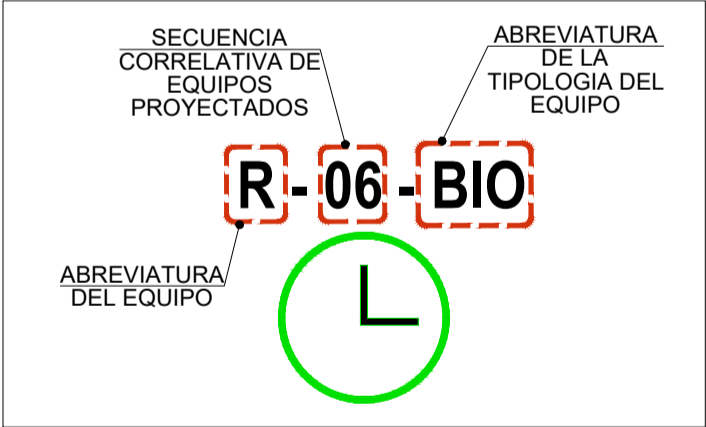 SECUENCIA
CORRELATIVA DE
EQUIPOS
PROYECTADOS
ABREVIATURA
DE LA
TIPOLOGIA DEL
EQUIPO
R - 06 - BIO
ABREVIATURA
DEL EQUIPO